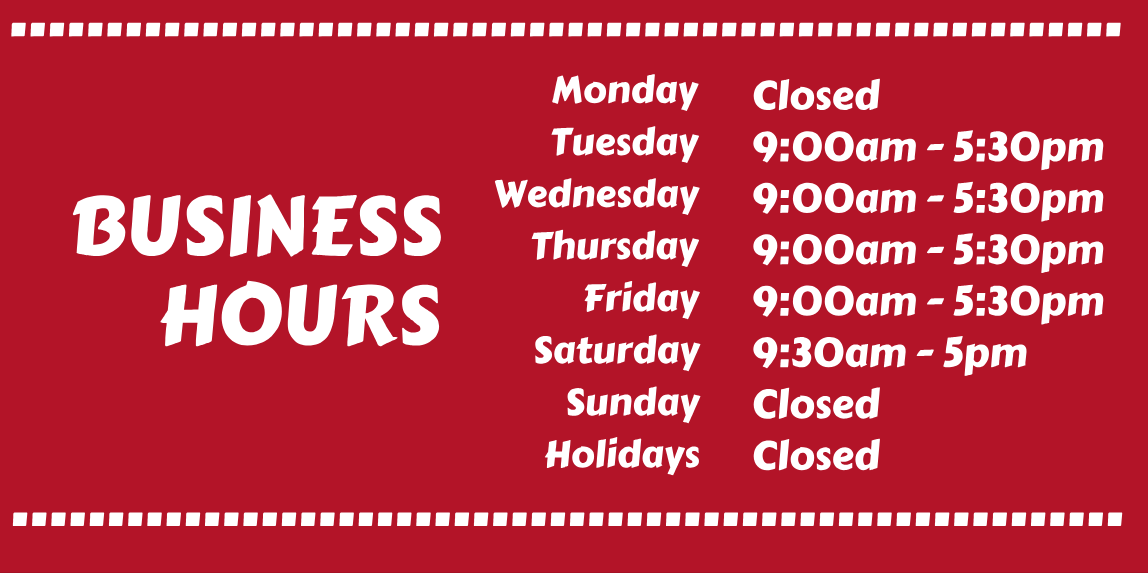 BUSINESS
HOURS
Monday Closed
Tuesday 9:00am - 5:30pm
Wednesday 9:00am - 5:30pm
Thursday 9:00am - 5:30pm
Friday 9:00am - 5:30pm
Saturday 9:30am - 5pm
Sunday Closed
Holidays Closed